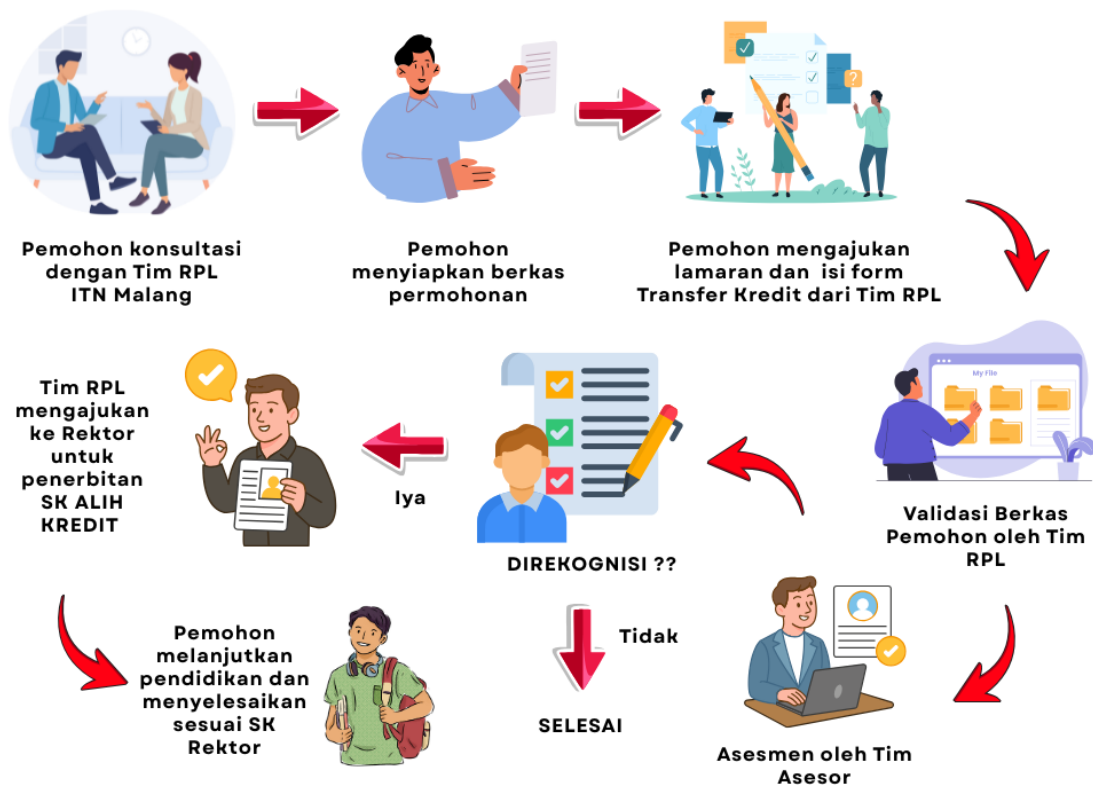 Pemohon konsultasi
dengan Tim RPL
ITN Malang
Pemohon
menyiapkan berkas
permohonan
Pemohon mengajukan
lamaran dan isi form
Transfer Kredit dari Tim RPL
My File
Validasi Berkas
Pemohon oleh Tim
RPL
Asesmen oleh Tim
Asesor
DIREKOGNISI ??
Iya
Tidak
SELESAI
Tim RPL
mengajukan
ke Rektor
untuk
penerbitan
SK ALIH
KREDIT
Pemohon
melanjutkan
pendidikan dan
menyelesaikan
sesuai SK
Rektor